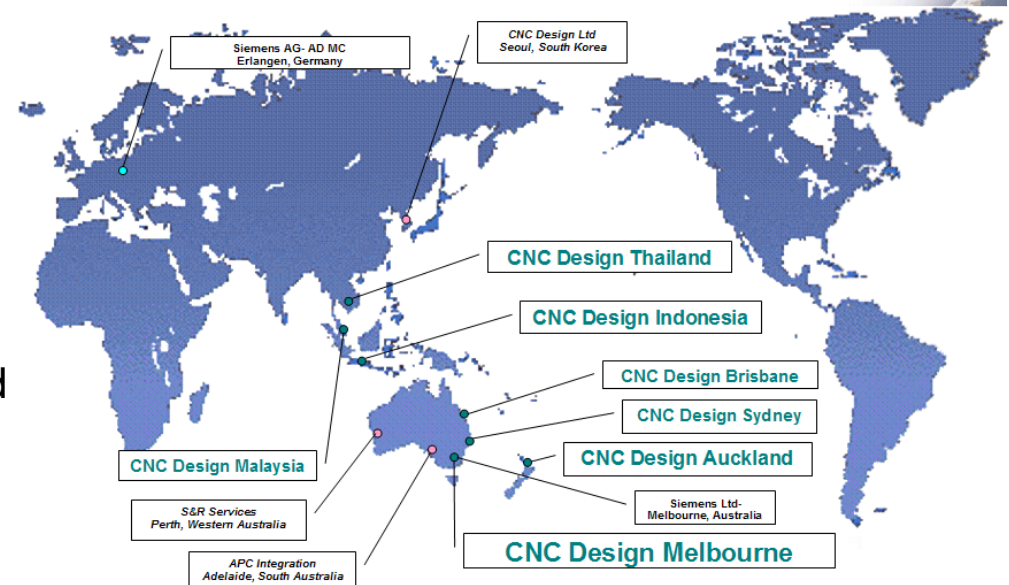 Siemens AG- AD MC
Erlangen, Germany
CNC Design Ltd
Seoul, South Korea
CNC Design Thailand
CNC Design Indonesia
CNC Design Brisbane
CNC Design Sydney
CNC Design Malaysia
CNC Design Auckland
S&R Services
Perth, Western Australia
Siemens Ltd-
Melbourne, Australia
CNC Design Melbourne
APC Integration
Adelaide, South Australia